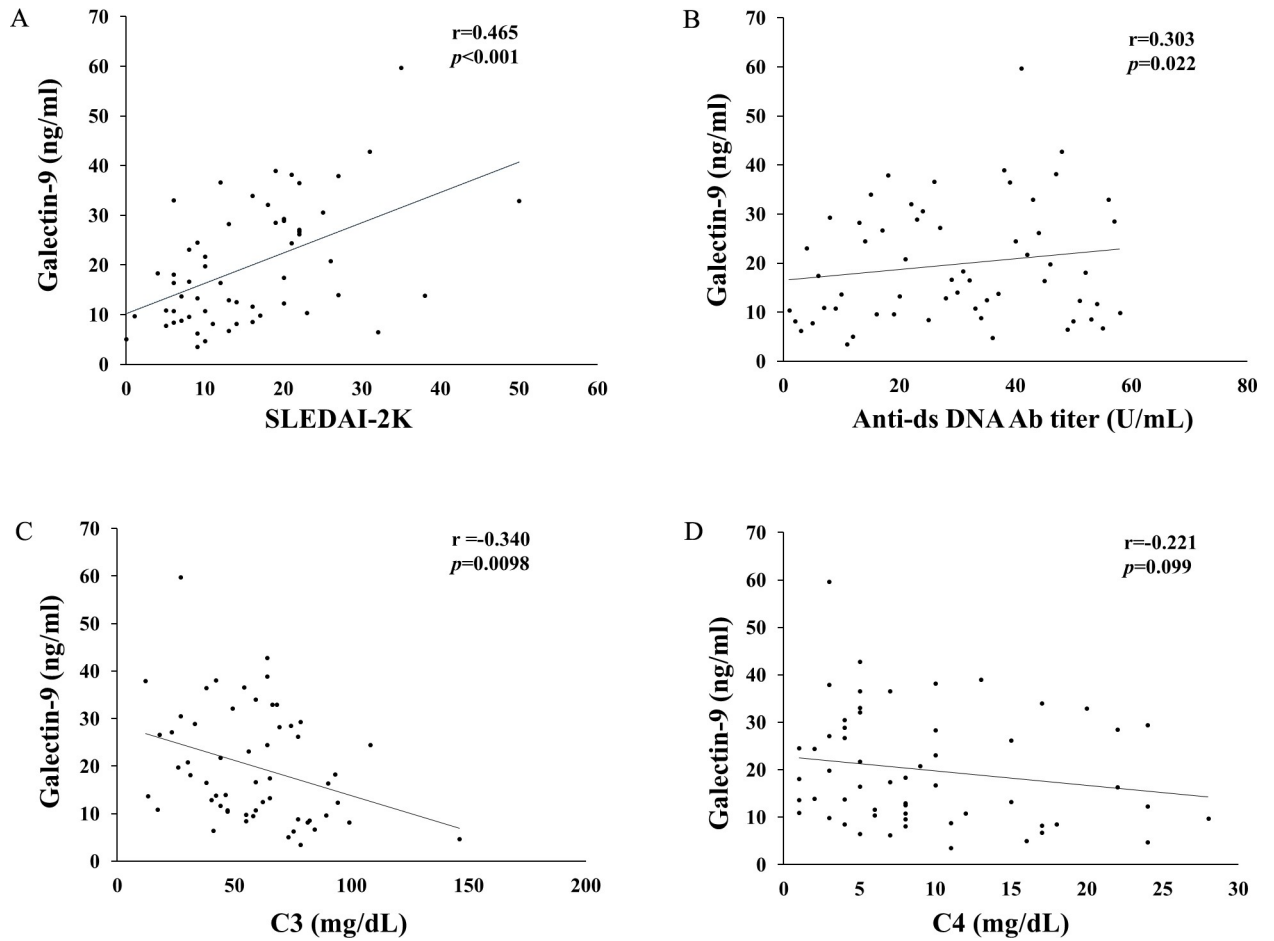 A
r=0.465
p<0.001
Galectin-9 (ng/ml)
70
60
50
40
30
20
10
0
0 10 20 30 40 50 60
SLEDAI-2K
B
r=0.303
p=0.022
Galectin-9 (ng/ml)
70
60
50
40
30
20
10
0
0 20 40 60 80
Anti-ds DNA Ab titer (U/mL)
C
r =-0.340
p=0.0098
Galectin-9 (ng/ml)
70
60
50
40
30
20
10
0
0 50 100 150 200
C3 (mg/dL)
D
r=-0.221
p=0.099
Galectin-9 (ng/ml)
70
60
50
40
30
20
10
0
0 5 10 15 20 25 30
C4 (mg/dL)